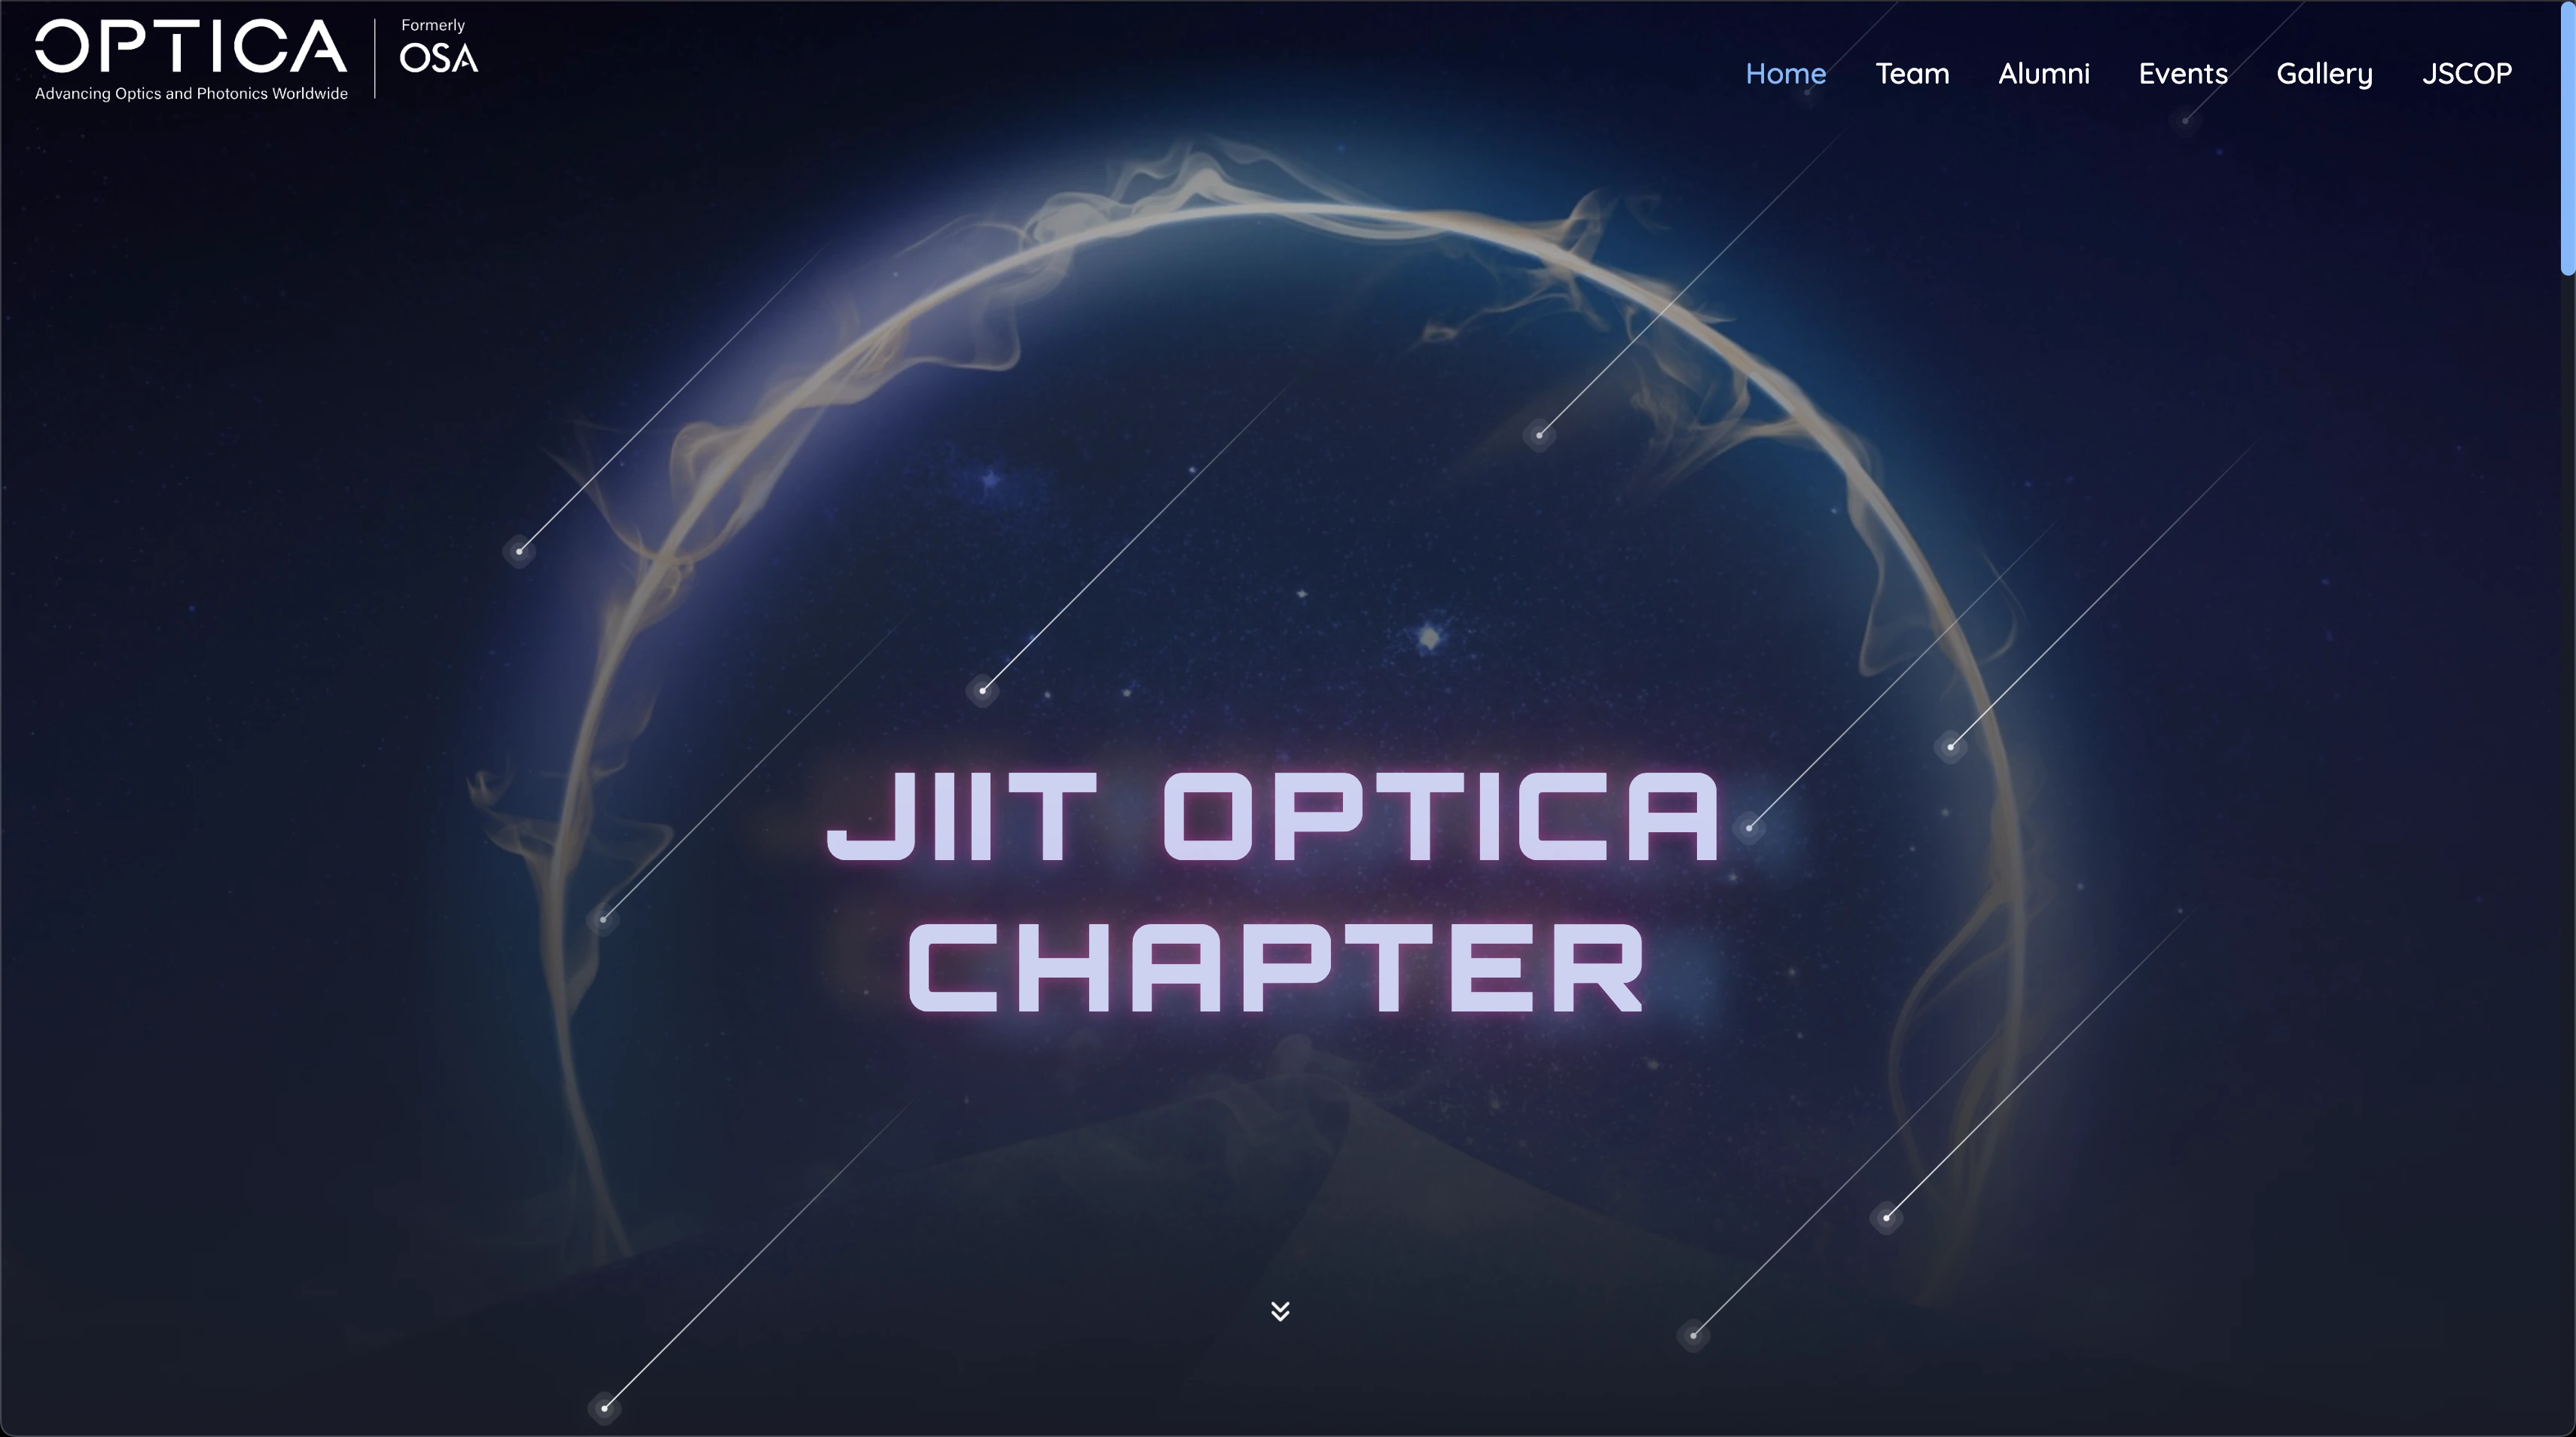 OPTICA
Formerly
OSA
Advancing Optics and Photonics Worldwide
Home Team Alumni Events Gallery JSCOP
JIIT OPTICA
CHAPTER